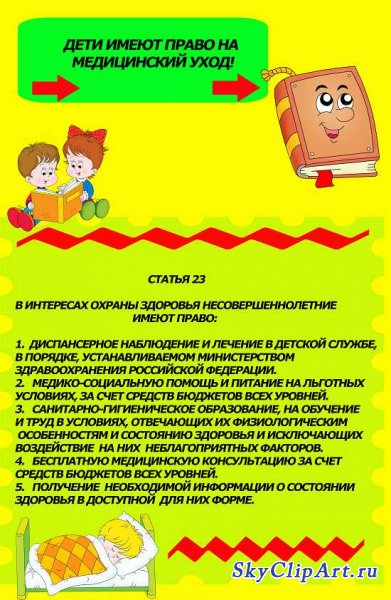 ДЕТИ ИМЕЮТ ПРАВО НА
МЕДИЦИНСКИЙ УХОД!
СТАТЬЯ 23
В ИНТЕРЕСАХ ОХРАНЫ ЗДОРОВЬЯ НЕСОВЕРШЕННОЛЕТНИЕ
ИМЕЮТ ПРАВО:
1. ДИСПАНСЕРНОЕ НАБЛЮДЕНИЕ И ЛЕЧЕНИЕ В ДЕТСКОЙ СЛУЖБЕ,
В ПОРЯДКЕ, УСТАНАВЛИВАЕМОМ МИНИСТЕРСТВОМ
ЗДРАВООХРАНЕНИЯ РОССИЙСКОЙ ФЕДЕРАЦИИ.
2. МЕДИКО-СОЦИАЛЬНУЮ ПОМОЩЬ И ПИТАНИЕ НА ЛЬГОТНЫХ
УСЛОВИЯХ, ЗА СЧЕТ СРЕДСТВ БЮДЖЕТОВ ВСЕХ УРОВНЕЙ.
3. САНИТАРНО-ГИГИЕНИЧЕСКОЕ ОБРАЗОВАНИЕ, НА ОБУЧЕНИЕ
И ТРУД В УСЛОВИЯХ, ОТВЕЧАЮЩИХ ИХ ФИЗИОЛОГИЧЕСКИМ
ОСОБЕННОСТЯМ И СОСТОЯНИЮ ЗДОРОВЬЯ И ИСКЛЮЧАЮЩИХ
ВОЗДЕЙСТВИЕ НА НИХ НЕБЛАГОПРИЯТНЫХ ФАКТОРОВ.
4. БЕСПЛАТНУЮ МЕДИЦИНСКУЮ КОНСУЛЬТАЦИЮ ЗА СЧЕТ
СРЕДСТВ БЮДЖЕТОВ ВСЕХ УРОВНЕЙ.
5. ПОЛУЧЕНИЕ НЕОБХОДИМОЙ ИНФОРМАЦИИ О СОСТОЯНИИ
ЗДОРОВЬЯ В ДОСТУПНОЙ ДЛЯ НИХ ФОРМЕ.
SkyClipArt.ru